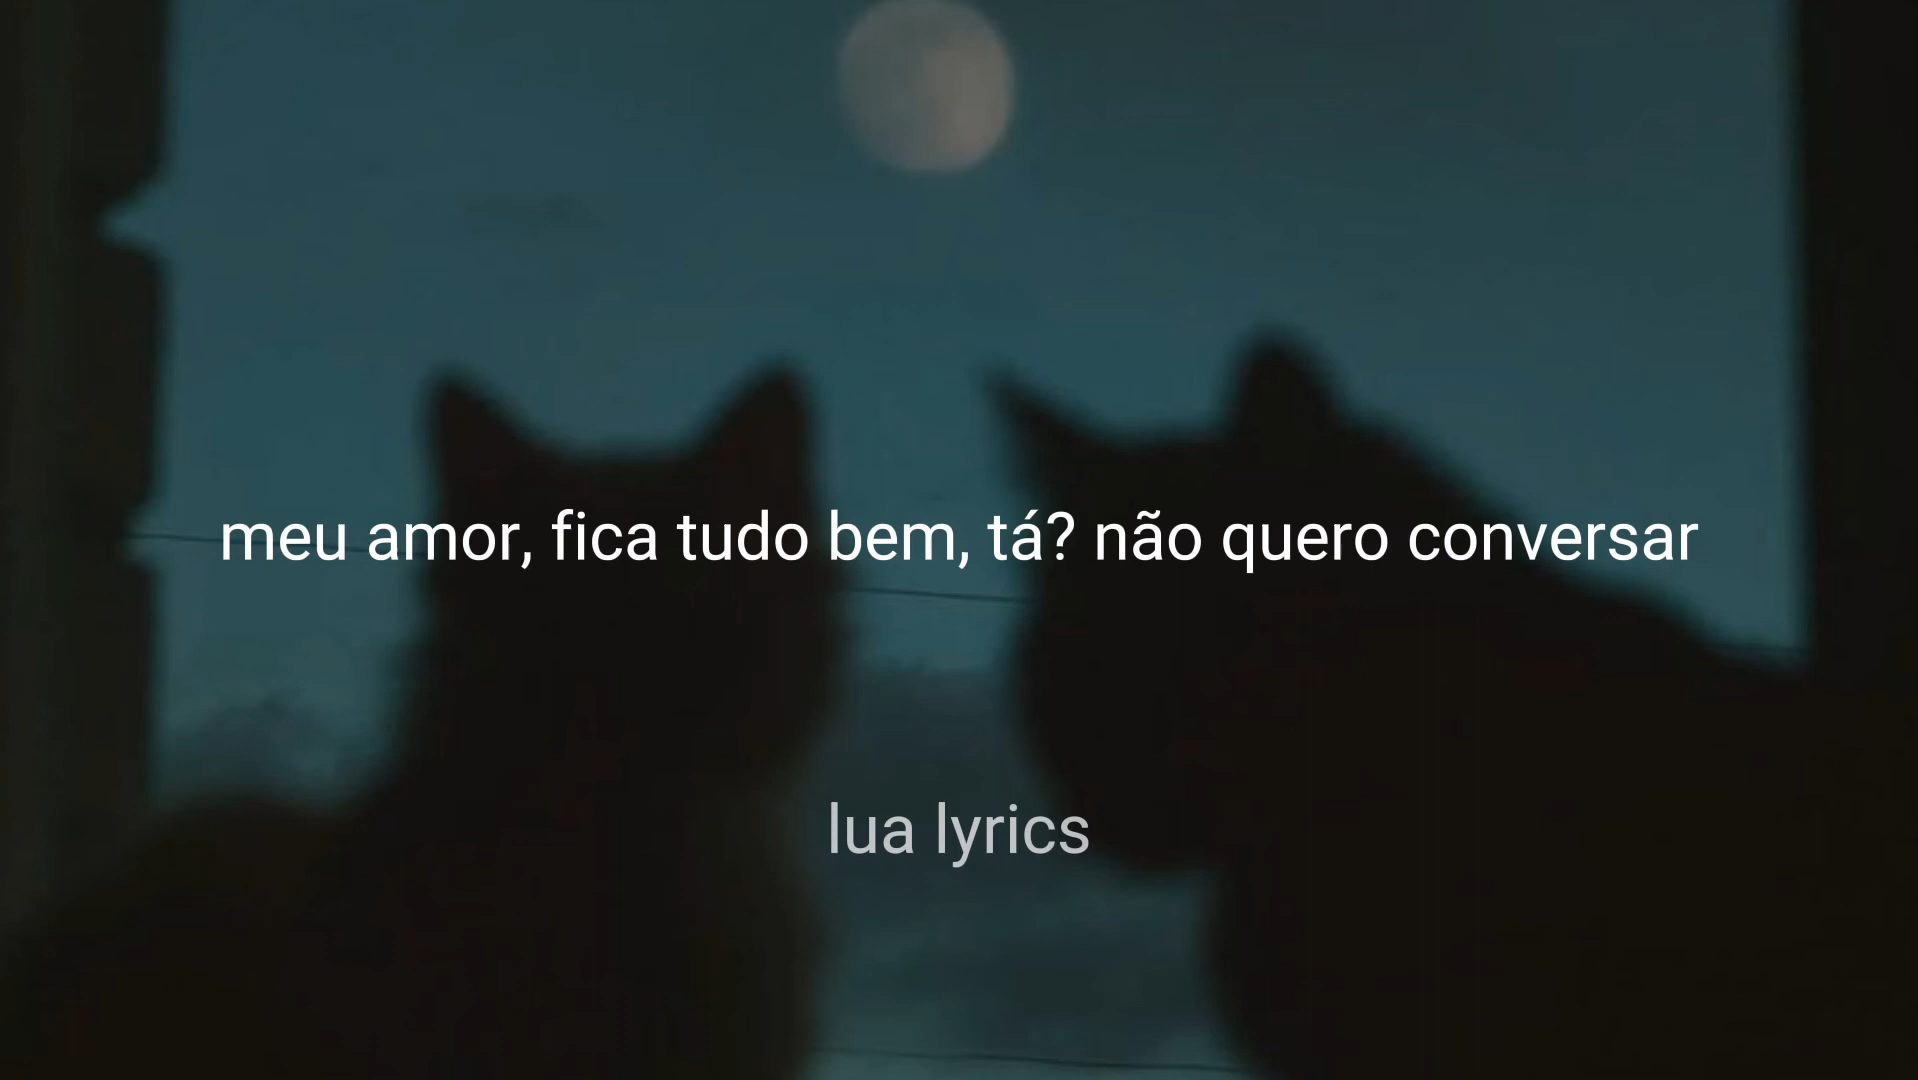 meu amor, fica tudo bem, tá? não quero conversar
lua lyrics